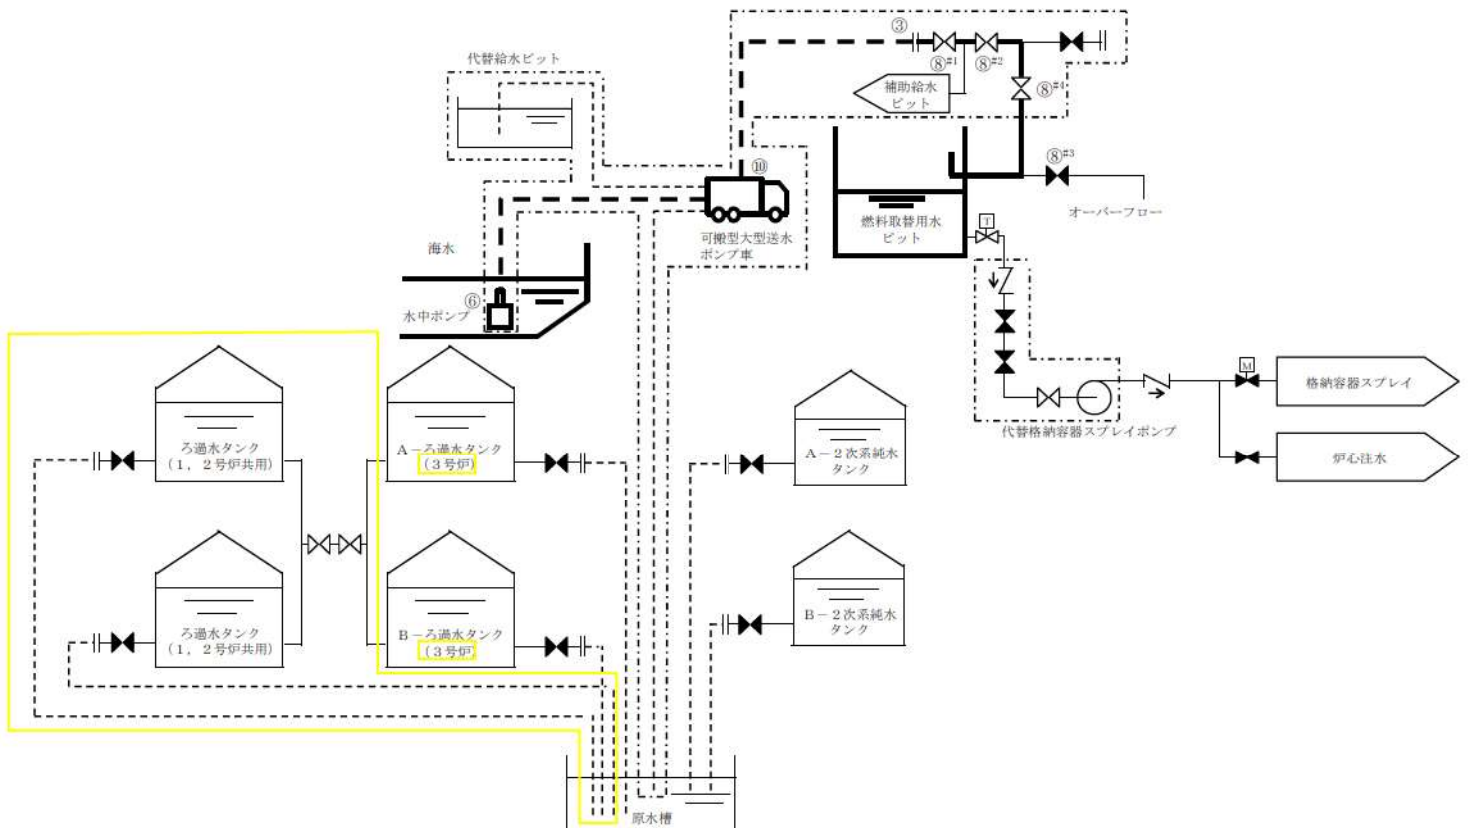 ③
代替給水ピット
⑧#1
⑧#2
補助給水
ピット
⑧#4
⑩
⑧#3
オーバーフロー
燃料取替用水
ピット
T
可搬型大型送水
ポンプ車
海水
⑥
水中ポンプ
M
格納容器スプレイ
代替格納容器スプレイポンプ
炉心注水
ろ過水タンク
(1，2号炉共用)
A－ろ過水タンク
(3号炉)
A－2次系純水
タンク
ろ過水タンク
(1，2号炉共用)
B－ろ過水タンク
(3号炉)
B－2次系純水
タンク
原水槽